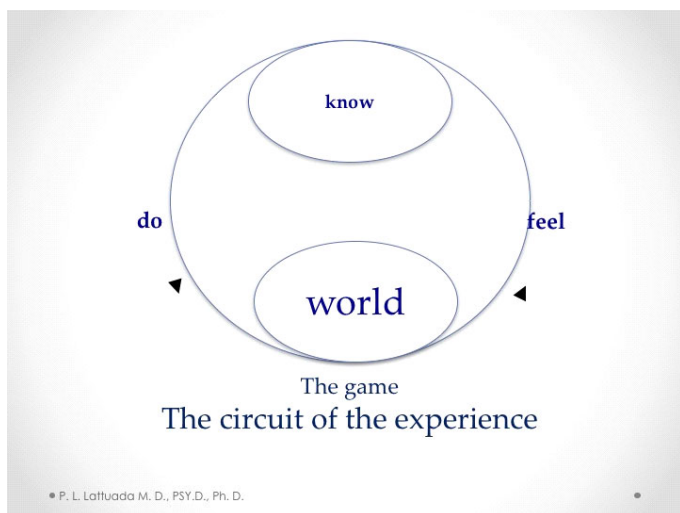 know
do
feel
world
The game
The circuit of the experience
P. L. Lattuada M. D., PSY.D., Ph. D.